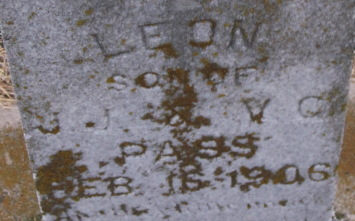 LEON
SON OF
W J & V C
PASS
FEB. 16 1906